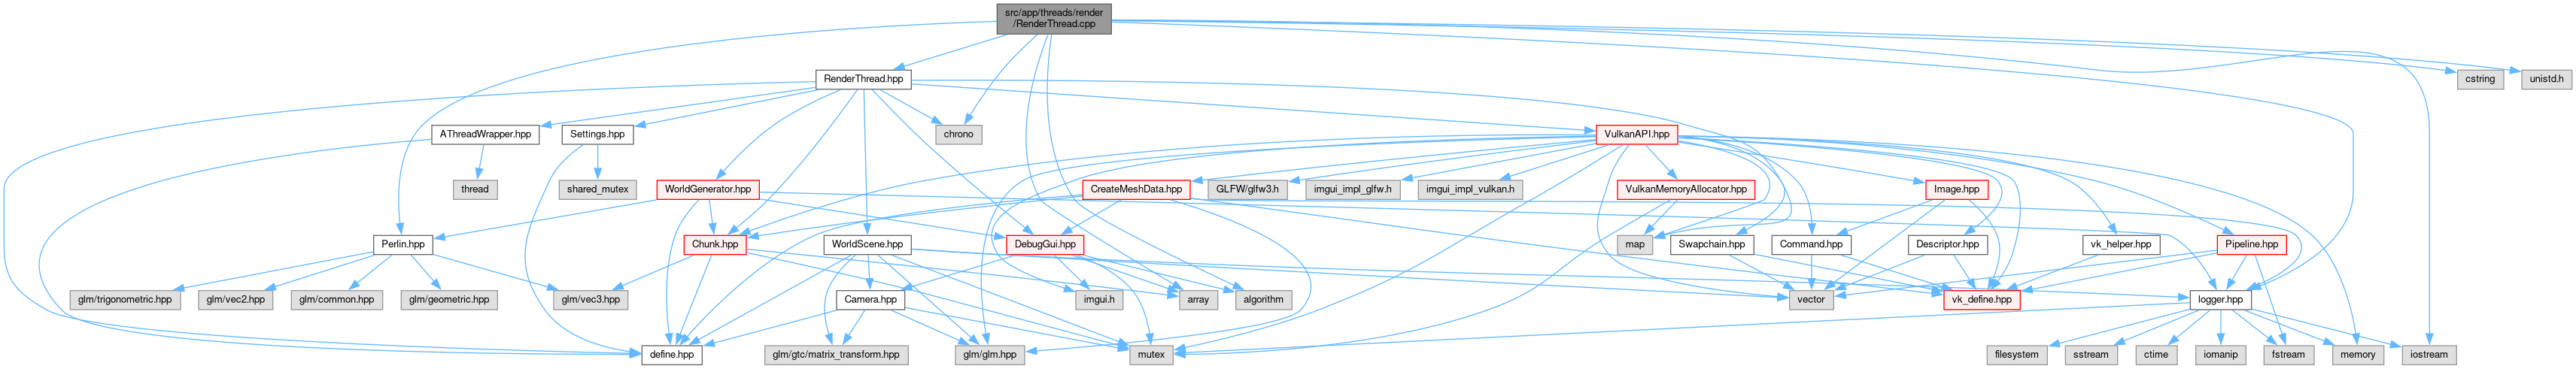 src/app/threads/render
/RenderThread.cpp
RenderThread.hpp
cstring
unistd.h
AThreadWrapper.hpp
Settings.hpp
chrono
VulkanAPI.hpp
thread
shared_mutex
WorldGenerator.hpp
CreateMeshData.hpp
GLFW/glfw3.h
imgui_impl_glfw.h
imgui_impl_vulkan.h
VulkanMemoryAllocator.hpp
Image.hpp
Perlin.hpp
Chunk.hpp
WorldScene.hpp
DebugGui.hpp
map
Swapchain.hpp
Command.hpp
Descriptor.hpp
vk_helper.hpp
Pipeline.hpp
glm/trigonometric.hpp
glm/vec2.hpp
glm/common.hpp
glm/geometric.hpp
glm/vec3.hpp
Camera.hpp
imgui.h
array
algorithm
vector
vk_define.hpp
logger.hpp
define.hpp
glm/gtc/matrix_transform.hpp
glm/glm.hpp
mutex
filesystem
sstream
ctime
iomanip
fstream
memory
iostream